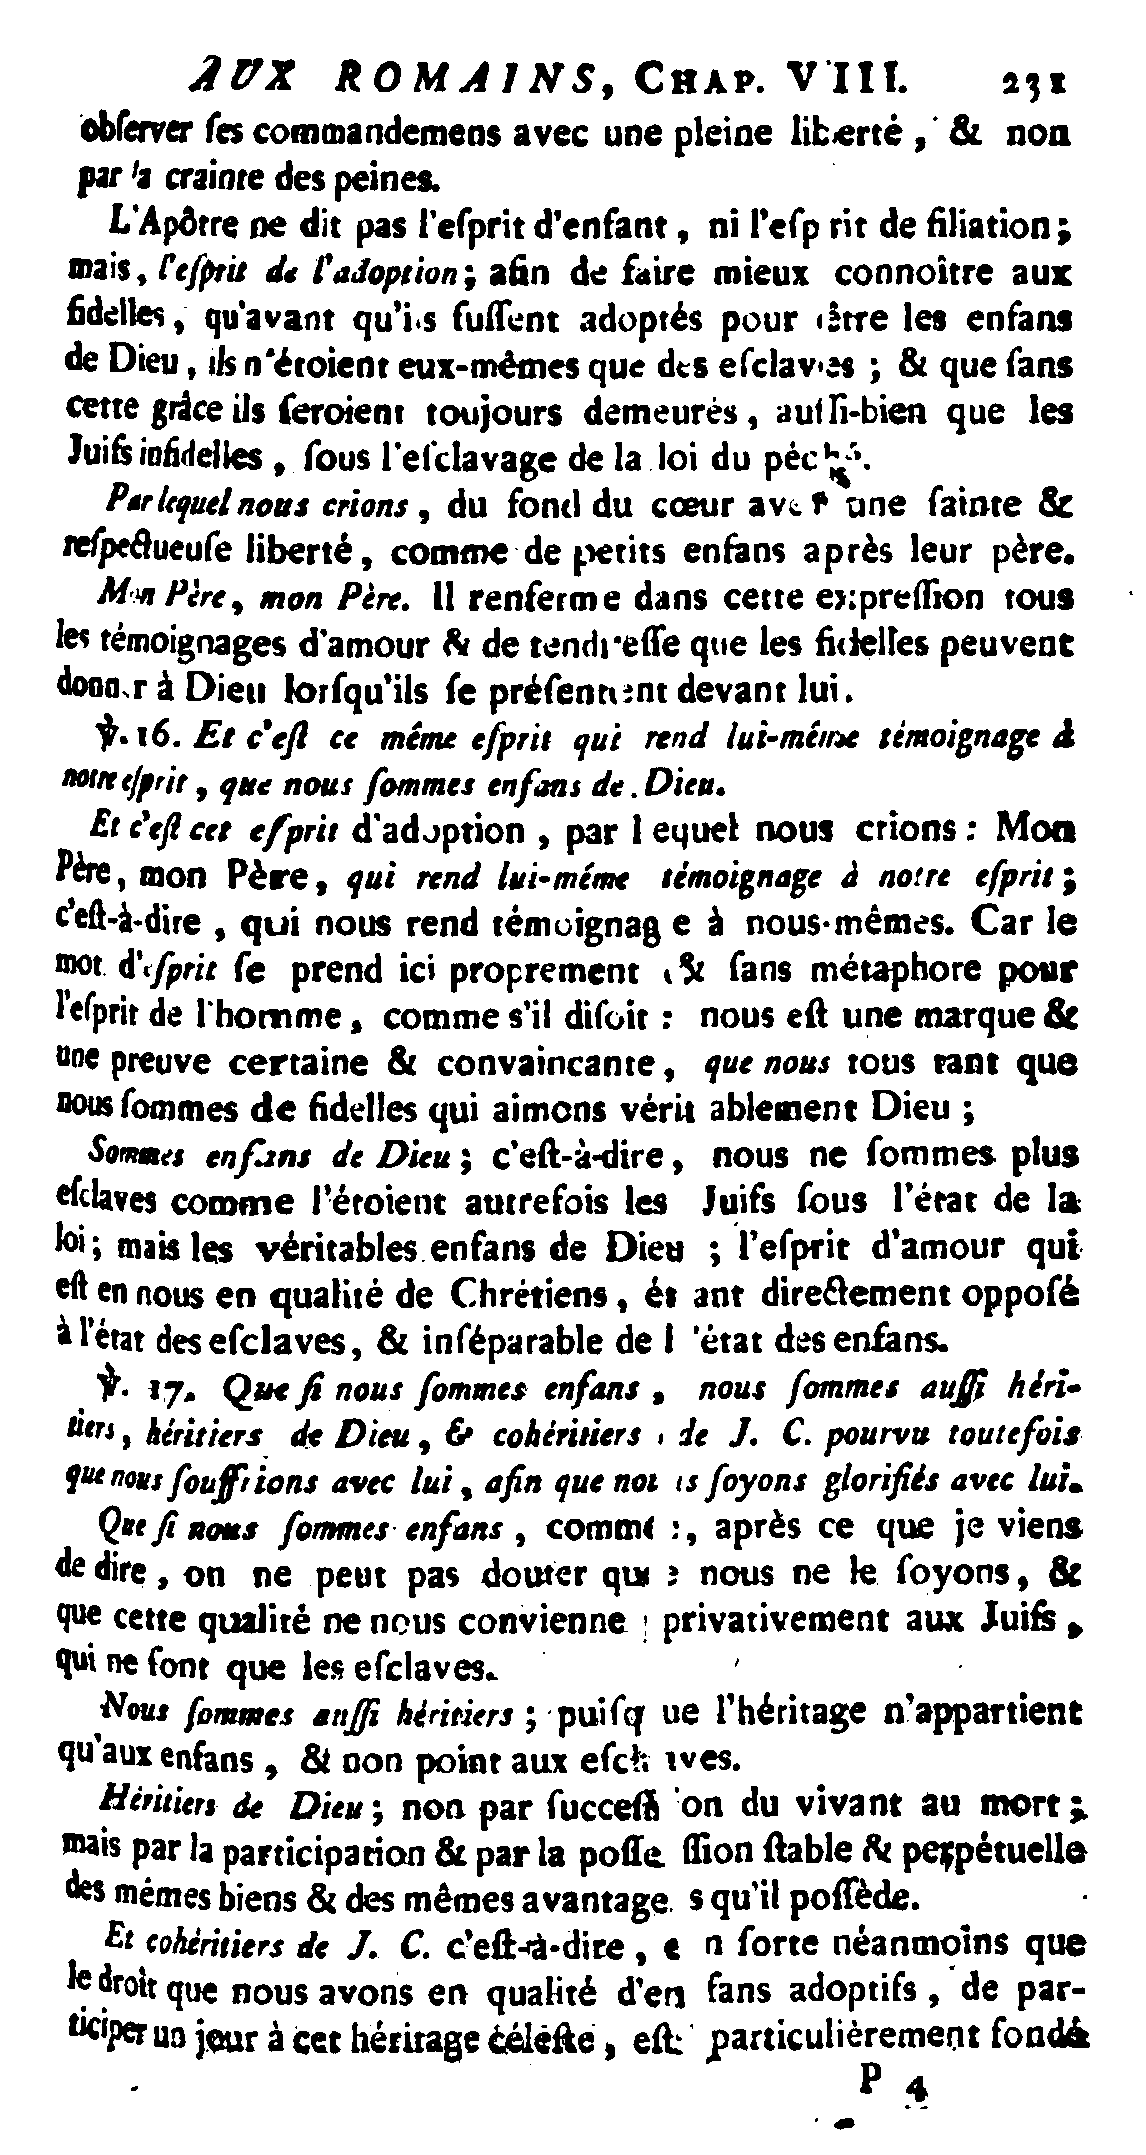 AUX ROMAINS, CHAP. VIII. 231
obſerver ſes commandemens avec une pleine liberté, & non
par la crainte des peines.
L'Apôtre ne dit pas l'eſprit d'enfant, ni l'eſprit de filiation;
mais, l'eſprit de l'adoption; afin de faire mieux connoître aux
fidelles, qu'avant qu'ils fuſſent adoptés pour être les enfans
de Dieu, ils n'étoient eux-mêmes que des eſclaves; & que ſans
cette grâce ils ſeroient toujours demeurés, auſſi-bien que les
Juifs infidelles, ſous l'eſclavage de la loi du péché.
Par lequel nous crions, du fond du cœur avec une ſainte &
reſpectueuſe liberté, comme de petits enfans après leur père.
Mon Père, mon Père. Il renferme dans cette expreſſion tous
les témoignages d'amour & de tendreſſe que les fidelles peuvent
donner à Dieu lorſqu'ils ſe préſentent devant lui.
℣. 16. Et c'eſt ce même eſprit qui rend lui-même témoignage à
notre eſprit, que nous ſommes enfans de Dieu.
Et c'eſt cet eſprit d'adoption, par lequel nous crions: Mon
Père, mon Père, qui rend lui-même témoignage à notre eſprit;
c'eſt-à-dire, qui nous rend témoignage à nous-mêmes. Car le
mot d'eſprit ſe prend ici proprement & ſans métaphore pour
l'eſprit de l'homme, comme s'il diſoit: nous eſt une marque &
une preuve certaine & convaincante, que nous tous tant que
nous ſommes de fidelles qui aimons véritablement Dieu;
Sommes enfans de Dieu; c'eſt-à-dire, nous ne ſommes plus
eſclaves comme l'étoient autrefois les Juifs ſous l'état de la
loi; mais les véritables enfans de Dieu; l'eſprit d'amour qui
eſt en nous en qualité de Chrétiens, étant directement oppoſé
à l'état des eſclaves, & inſéparable de l'état des enfans.
℣. 17. Que ſi nous ſommes enfans, nous ſommes auſſi héri-
tiers, héritiers de Dieu, & cohéritiers de J. C. pourvu toutefois
que nous ſouffrions avec lui, afin que nous ſoyons glorifiés avec lui.
Que ſi nous ſommes enfans, comme, après ce que je viens
de dire, on ne peut pas douter que nous ne le ſoyons, &
que cette qualité ne nous convienne privativement aux Juifs,
qui ne ſont que les eſclaves.
Nous ſommes auſſi héritiers; puiſque l'héritage n'appartient
qu'aux enfans, & non point aux eſclaves.
Héritiers de Dieu; non par ſucceſſion du vivant au mort;
mais par la participation & par la poſſeſſion ſtable & perpétuelle
des mêmes biens & des mêmes avantages qu'il poſſède.
Et cohéritiers de J. C. c'eſt-à-dire, en ſorte néanmoins que
le droit que nous avons en qualité d'enfans adoptifs, de par-
ticiper un jour à cet héritage céleſte, eſt particulièrement fondé
P 4